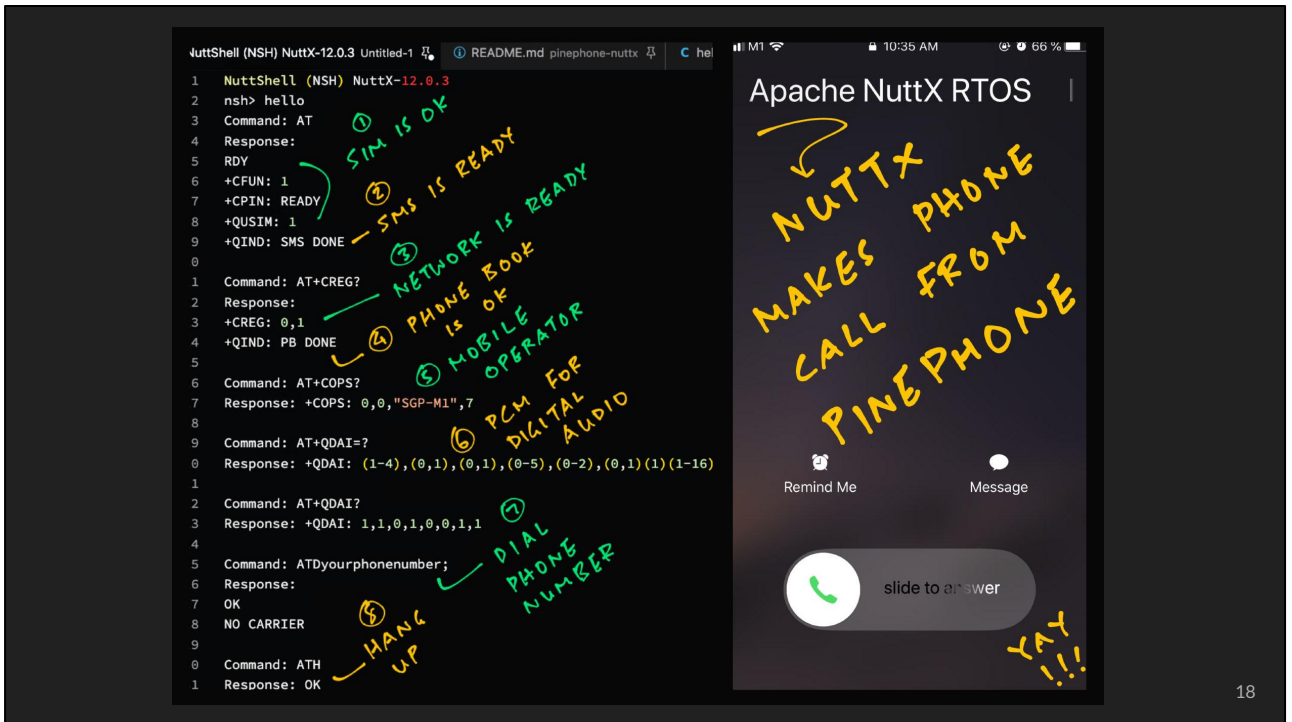 NuttShell (NSH) NuttX-12.0.3 Untitled-1 README.md pinephone-nuttx C hel
1 NuttShell (NSH) NuttX-12.0.3
2 nsh> hello
3 Command: AT
4 Response:
5 RDY
6 +CFUN: 1
7 +CPIN: READY
8 +QUSIM: 1
9 +QIND: SMS DONE
0
1 Command: AT+CREG?
2 Response:
3 +CREG: 0,1
4 +QIND: PB DONE
5
6 Command: AT+COPS?
7 Response: +COPS: 0,0,"SGP-M1",7
8
9 Command: AT+QDAI=?
0 Response: +QDAI: (1-4),(0,1),(0,1),(0-5),(0-2),(0,1)(1)(1-16)
1
2 Command: AT+QDAI?
3 Response: +QDAI: 1,1,0,1,0,0,1,1
4
5 Command: ATDyourphonenumber;
6 Response:
7 OK
8 NO CARRIER
9
0 Command: ATH
1 Response: OK
1 SIM IS OK
2 SMS IS READY
3 NETWORK IS READY
4 PHONE BOOK
IS OK
5 MOBILE
OPERATOR
6 PCM FOR
DIGITAL
AUDIO
7 DIAL
PHONE
NUMBER
8 HANG
UP
M1 10:35 AM 66 %
Apache NuttX RTOS
NUTTX
MAKES PHONE
CALL FROM
PINEPHONE
Remind Me Message
slide to answer
YAY
!!!
18